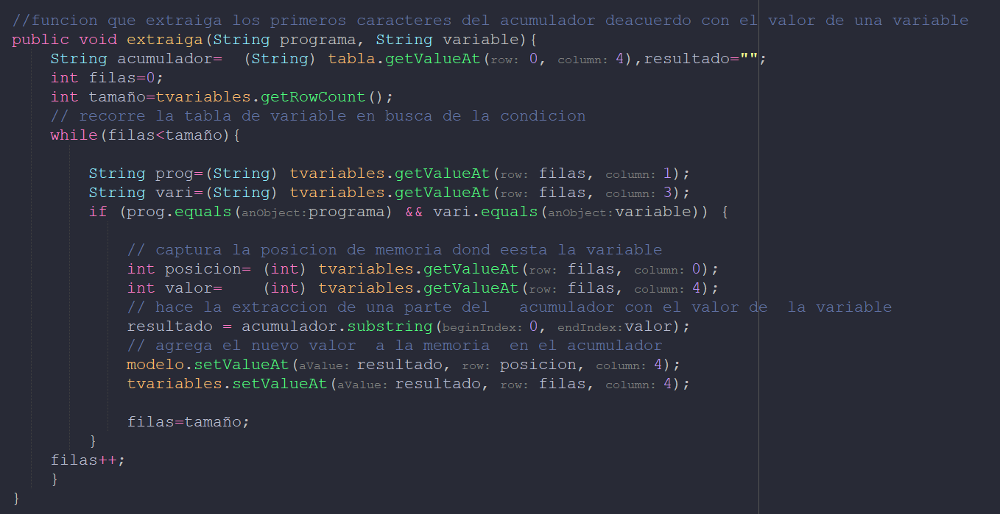 //funcion que extraiga los primeros caracteres del acumulador deacuerdo con el valor de una variable
public void extraiga(String programa, String variable){
String acumulador=  (String) tabla.getValueAt(row: 0, column: 4),resultado="";
int filas=0;
int tamaño=tvariables.getRowCount();
// recorre la tabla de variable en busca de la condicion
while(filas<tamaño){
String prog=(String) tvariables.getValueAt(row: filas, column: 1);
String vari=(String) tvariables.getValueAt(row: filas, column: 3);
if (prog.equals(anObject:programa) && vari.equals(anObject:variable)) {
// captura la posicion de memoria dond eesta la variable
int posicion= (int) tvariables.getValueAt(row: filas, column: 0);
int valor=    (int) tvariables.getValueAt(row: filas, column: 4);
// hace la extraccion de una parte del   acumulador con el valor de  la variable
resultado = acumulador.substring(beginIndex: 0, endIndex:valor);
// agrega el nuevo valor  a la memoria  en el acumulador
modelo.setValueAt(aValue: resultado, row: posicion, column: 4);
tvariables.setValueAt(aValue: resultado, row: filas, column: 4);
filas=tamaño;
}
filas++;
}
}